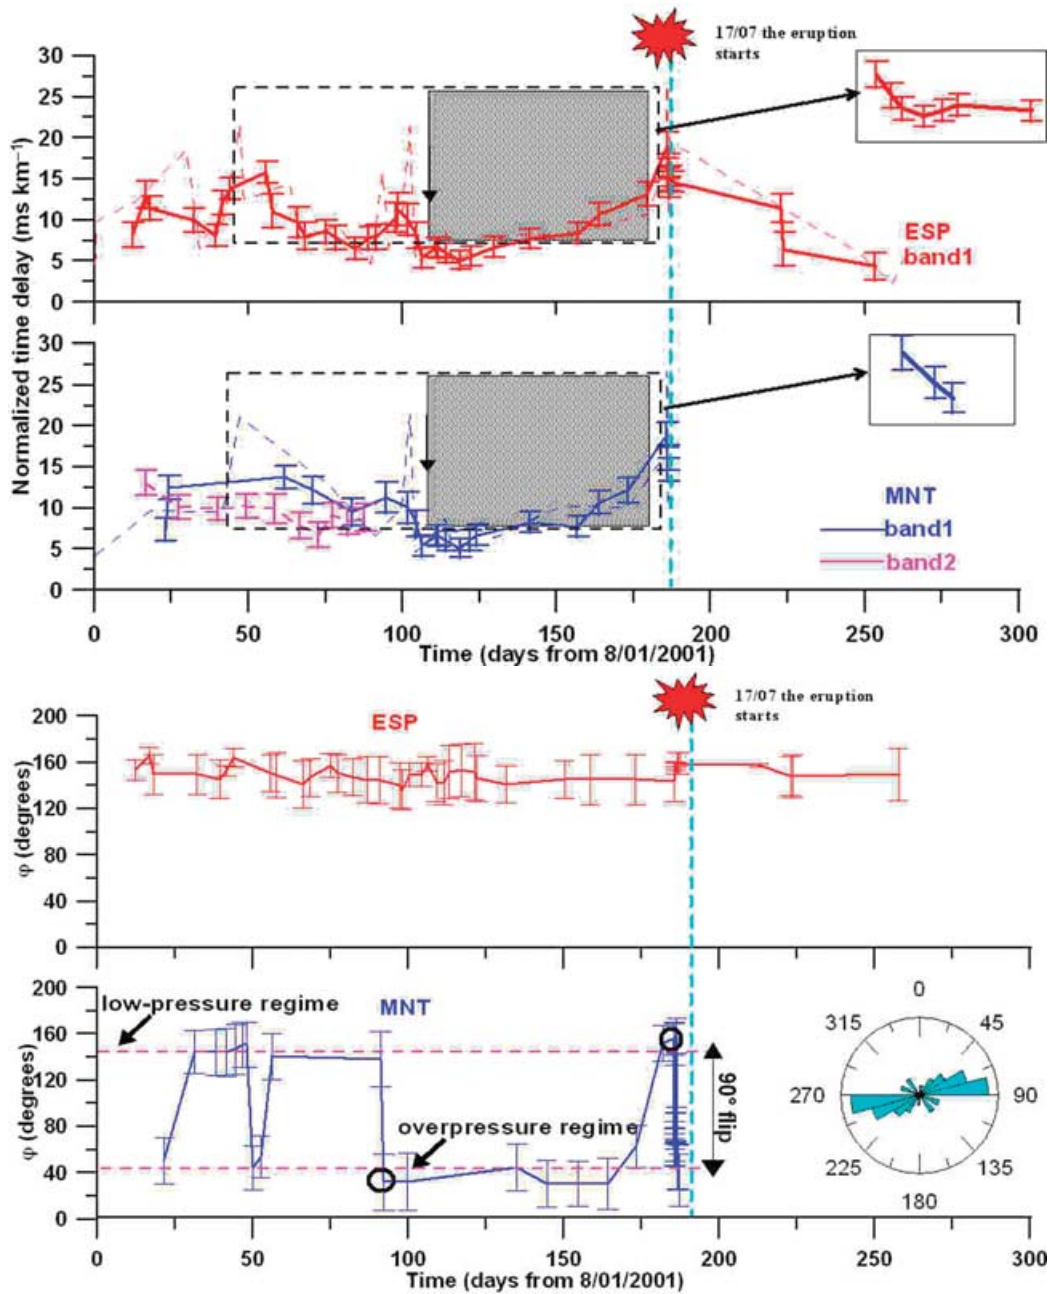 17/07 the eruption
starts
30
25
20
15
10
5
0
ESP
band1
Normalized time delay (ms km⁻¹)
30
25
20
15
10
5
0
MNT
band1
band2
0 50 100 150 200 250 300
Time (days from 8/01/2001)
17/07 the eruption
starts
200
160
120
80
40
0
φ (degrees)
ESP
200
160
120
80
40
0
φ (degrees)
low-pressure regime
MNT
overpressure regime
90° flip
0
45
90
135
180
225
270
315
0 50 100 150 200 250 300
Time (days from 8/01/2001)